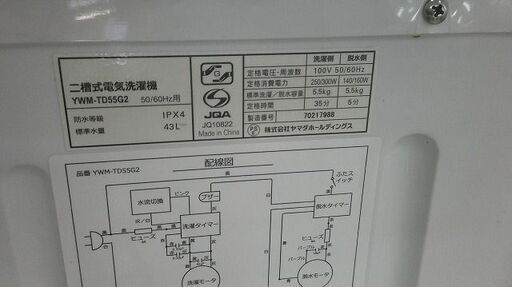 二槽式電気洗濯機
YWM-TD55G2 50/60Hz用
防水等級 IPX4
標準水量 43L
JQA
JQ10822
Made in China
洗濯側 脱水側
定格電圧・周波数 100V 50/60Hz
定格消費電力 250/300W 140/160W
標準洗濯/脱水容量 5.5kg 5.5kg
定格時間 35分 5分
製造番号 70217988
株式会社ヤマダホールディングス
配線図
品番 YWM-TD55G2
黒
ふたスイッチ
水流切換
ピンク
ブザー
灰/白
洗濯タイマー
脱水タイマー
ヒューズ
ヒューズ
パープル
パープル
洗濯モータ
脱水モータ